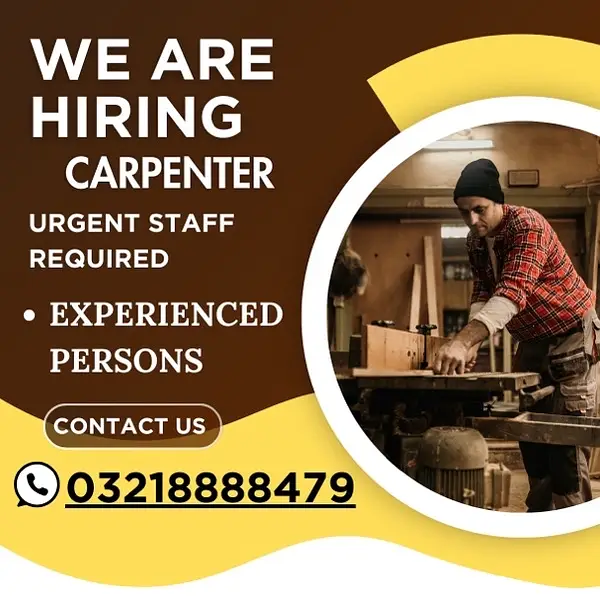 WE ARE
HIRING
CARPENTER
URGENT STAFF
REQUIRED
• EXPERIENCED
PERSONS
CONTACT US
03218888479